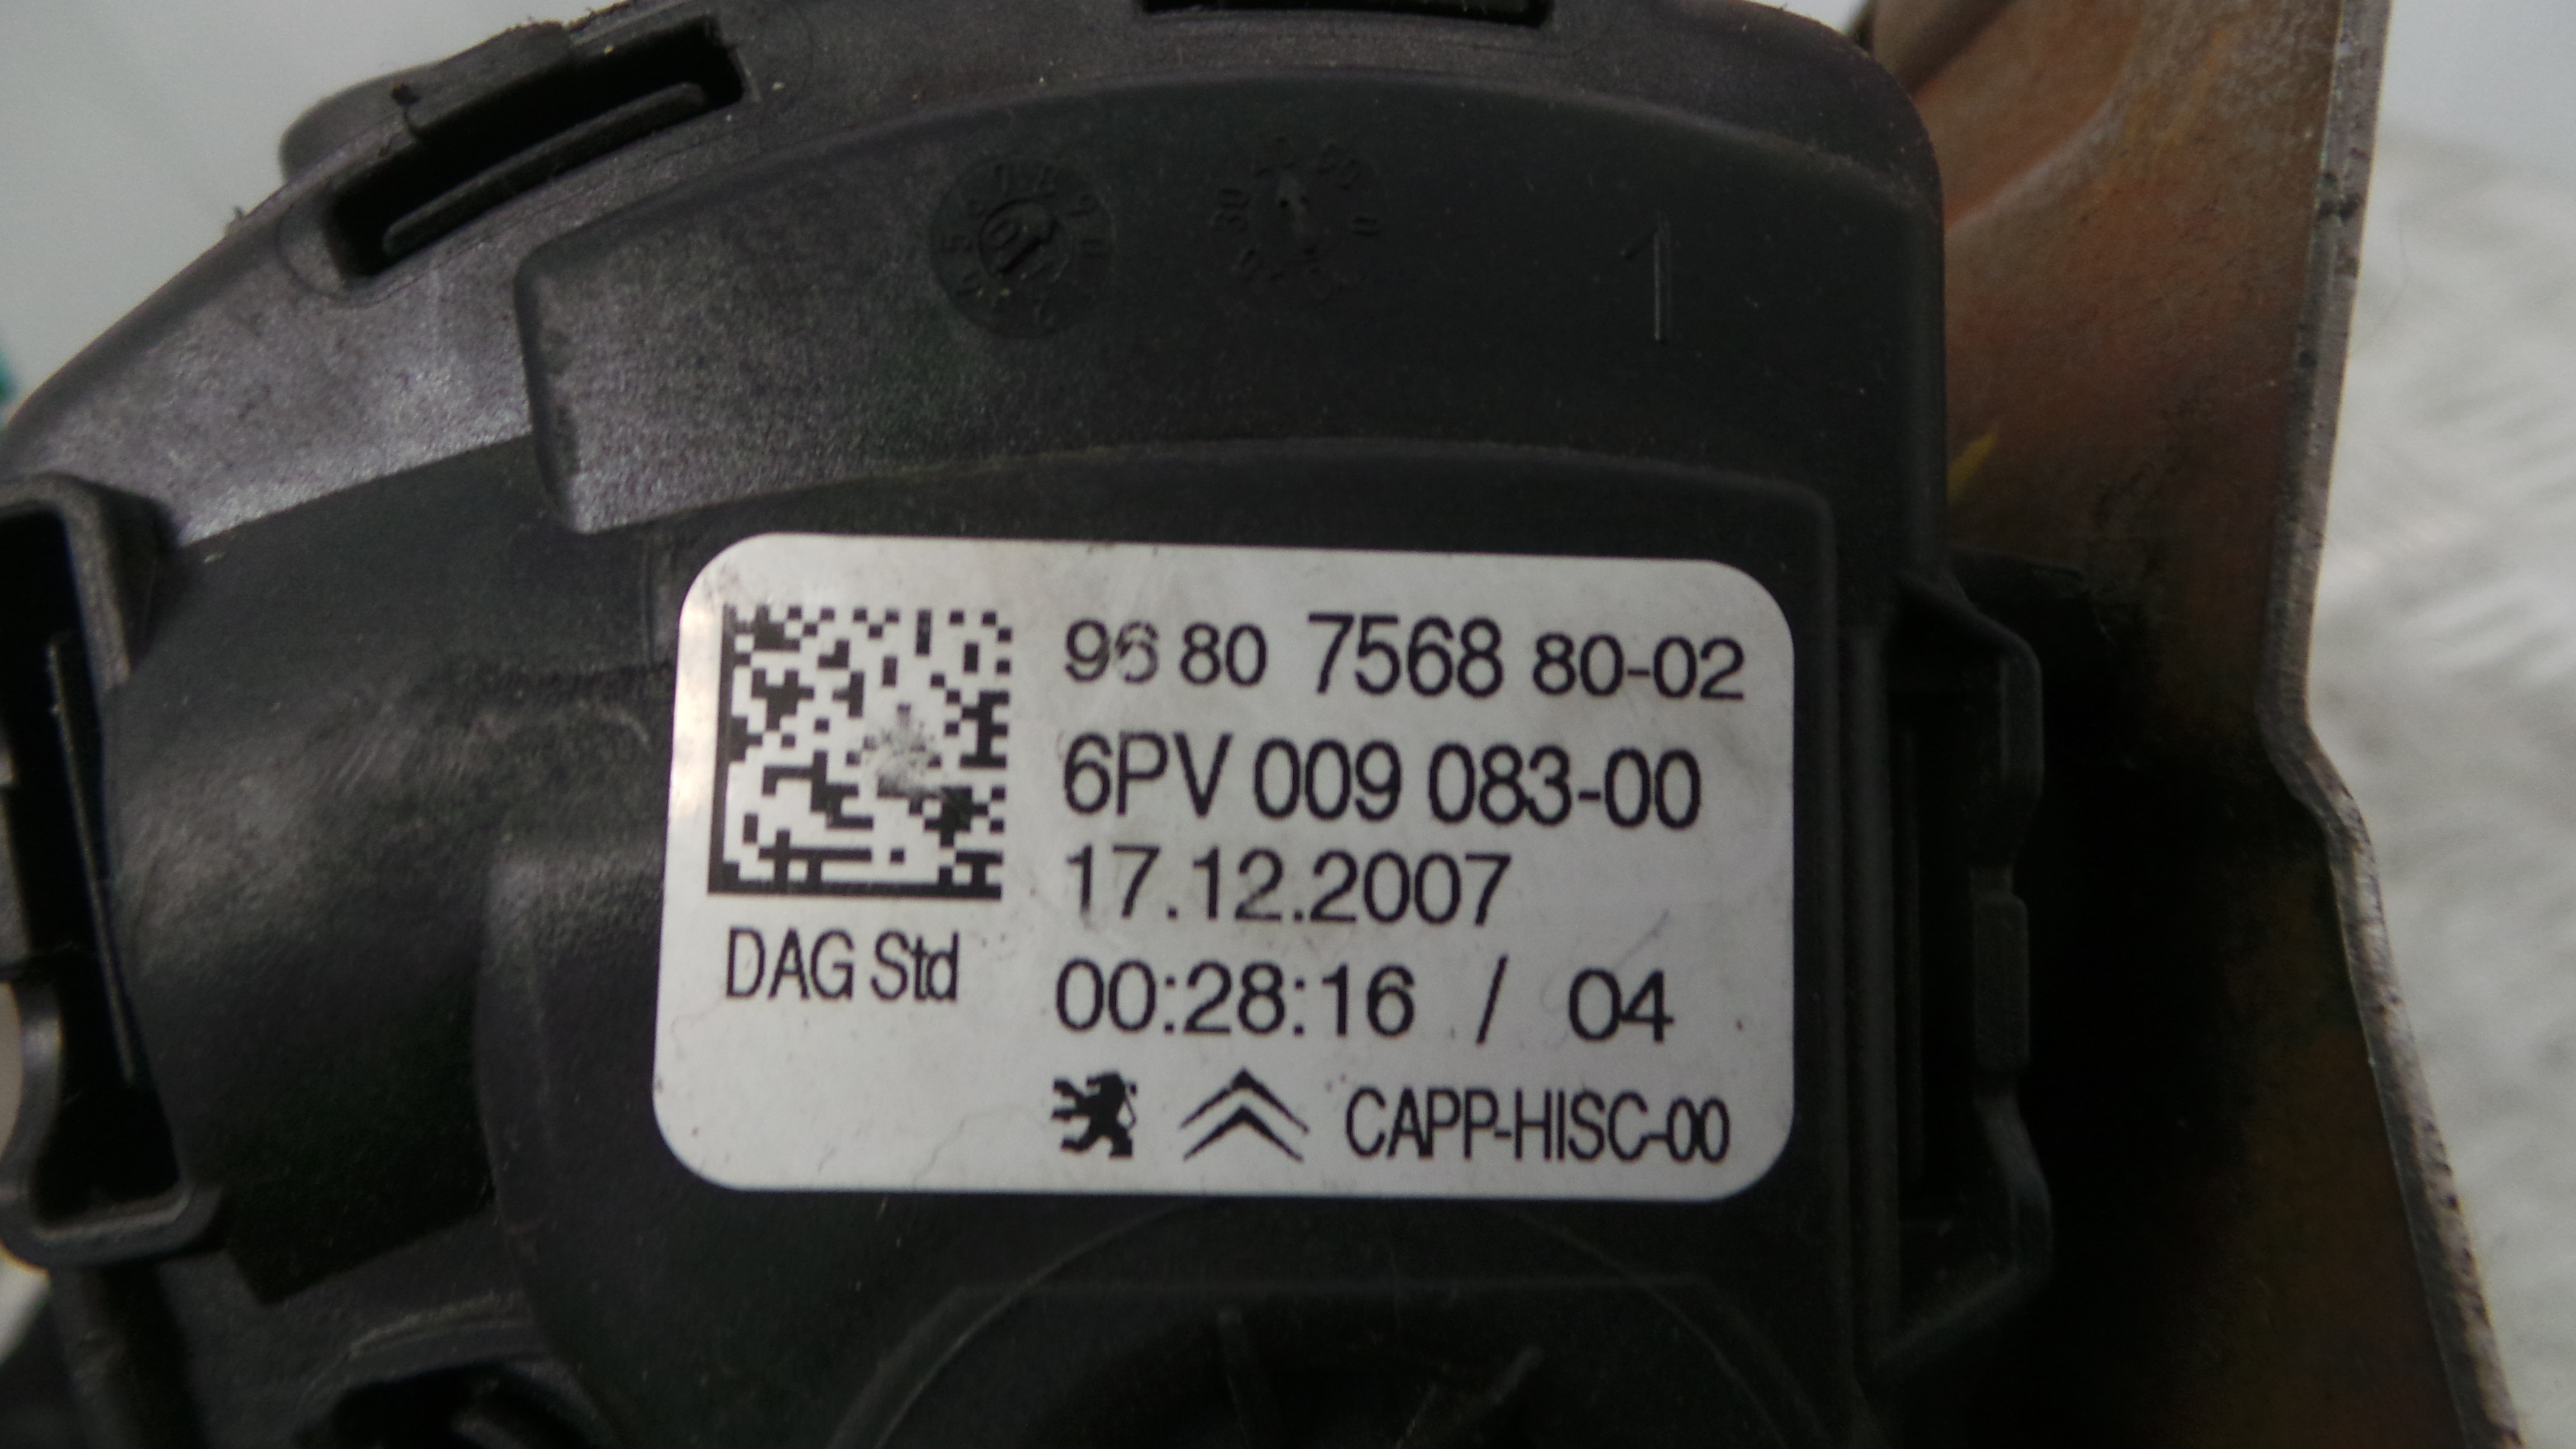 1
96 80 7568 80-02
6PV 009 083-00
17.12.2007
DAG Std
00:28:16 / 04
CAPP-HISC-00